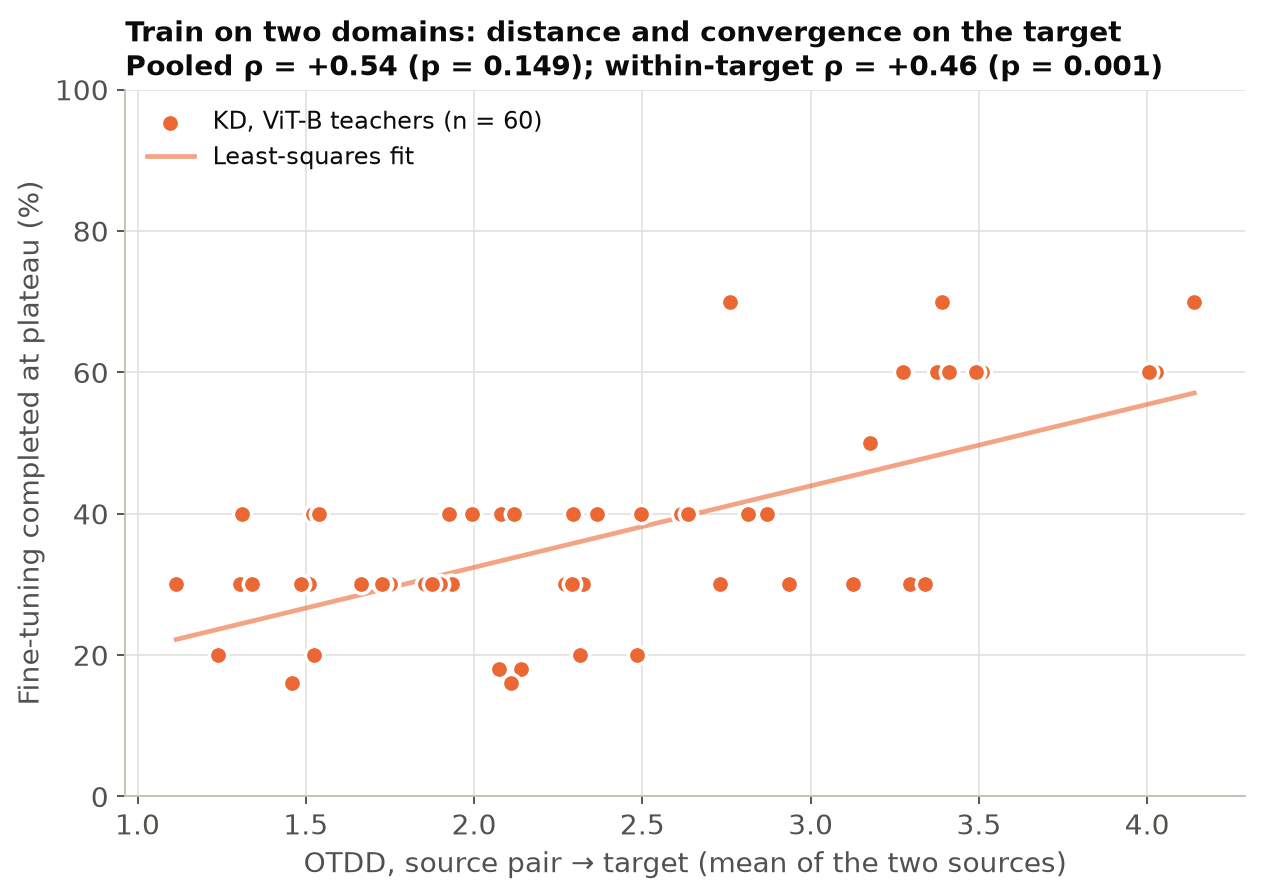 Train on two domains: distance and convergence on the target
Pooled ρ = +0.54 (p = 0.149); within-target ρ = +0.46 (p = 0.001)
KD, ViT-B teachers (n = 60)
Least-squares fit
Fine-tuning completed at plateau (%)
100
80
60
40
20
0
1.0 1.5 2.0 2.5 3.0 3.5 4.0
OTDD, source pair → target (mean of the two sources)